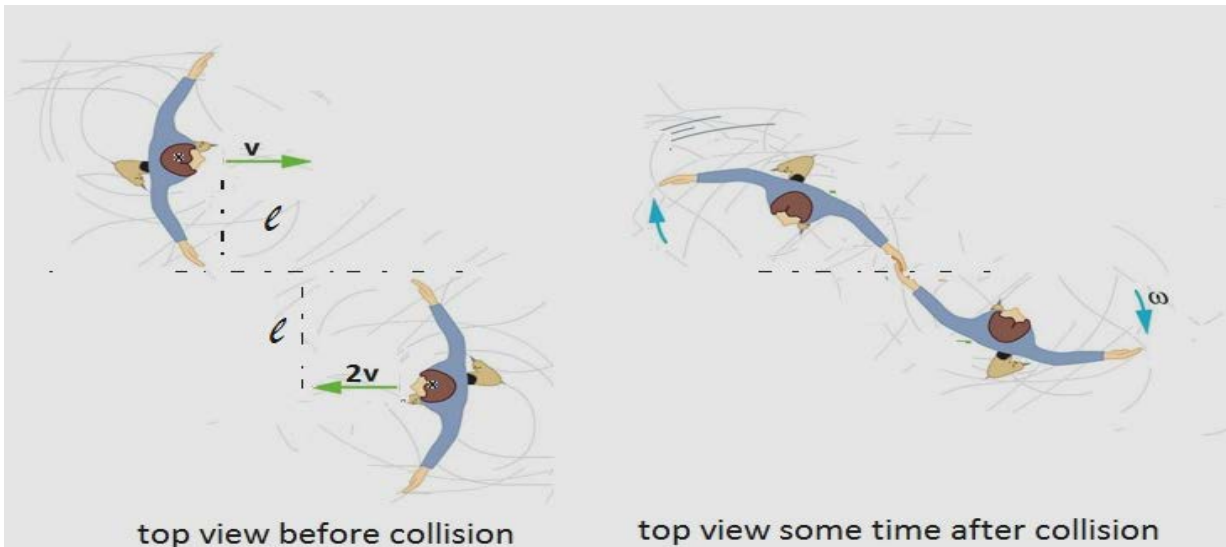 v
ℓ
ℓ
2v
ω
top view before collision
top view some time after collision